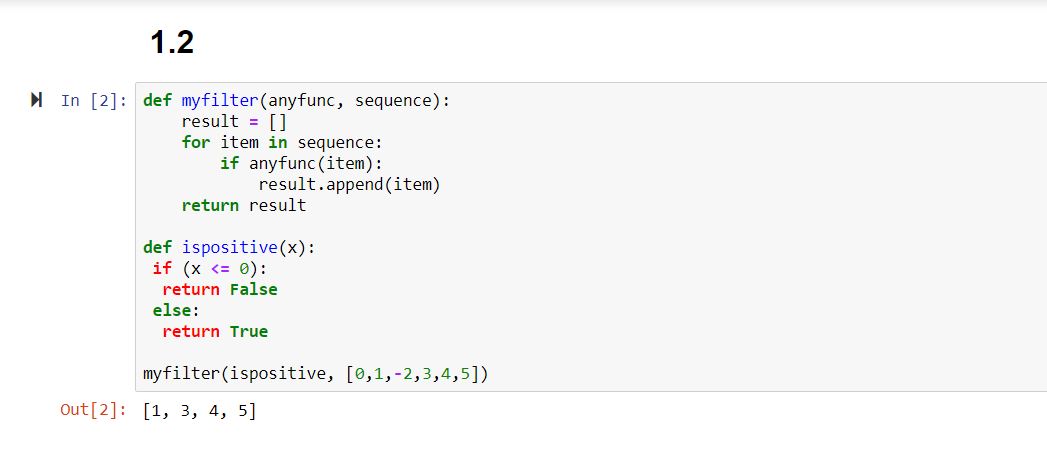 1.2
In [2]: def myfilter(anyfunc, sequence):
    result = []
    for item in sequence:
        if anyfunc(item):
            result.append(item)
    return result
def ispositive(x):
 if (x <= 0):
  return False
 else:
  return True
myfilter(ispositive, [0,1,-2,3,4,5])
Out[2]: [1, 3, 4, 5]